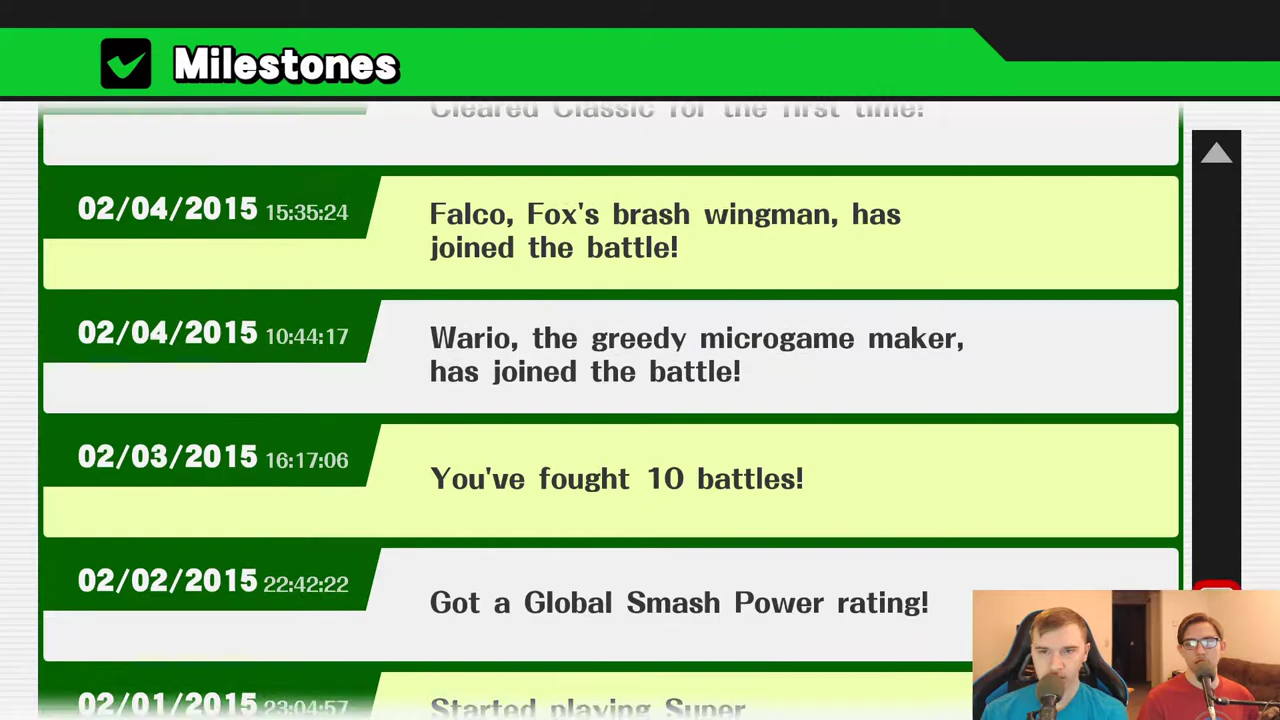 Milestones
Cleared Classic for the first time!
02/04/2015 15:35:24
Falco, Fox's brash wingman, has
joined the battle!
02/04/2015 10:44:17
Wario, the greedy microgame maker,
has joined the battle!
02/03/2015 16:17:06
You've fought 10 battles!
02/02/2015 22:42:22
Got a Global Smash Power rating!
02/01/2015 23:04:57
Started playing Super